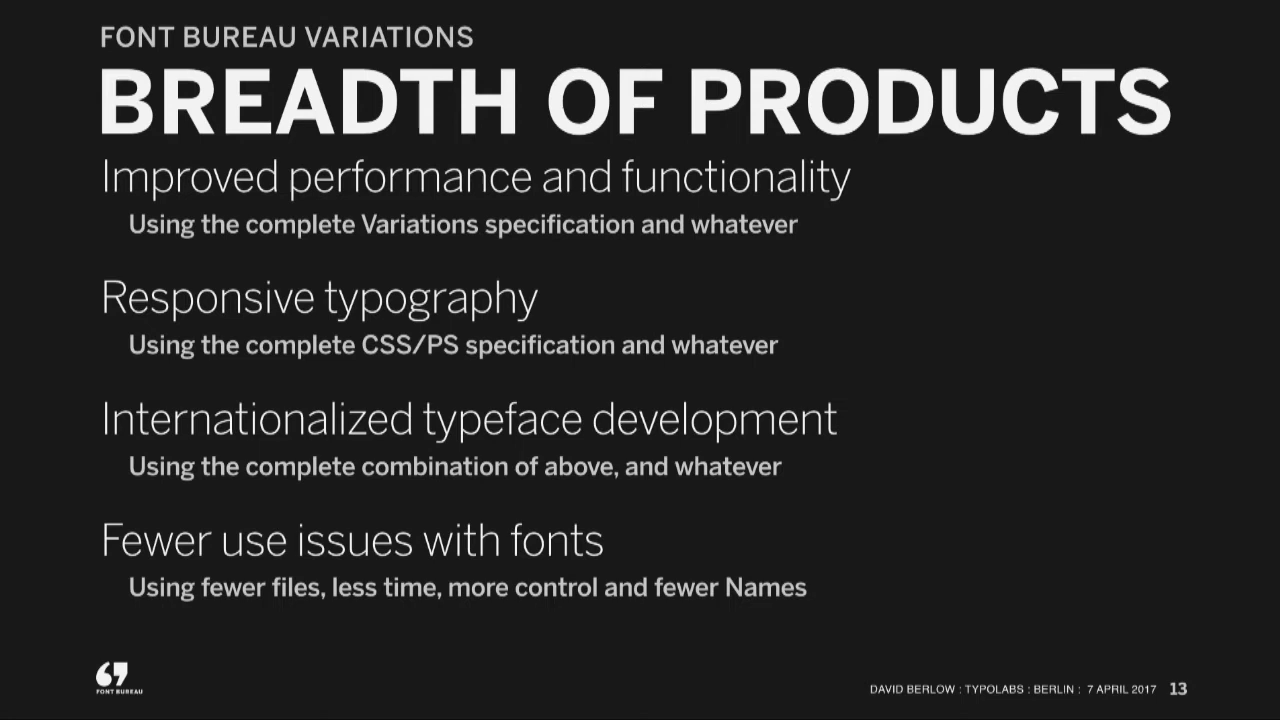 FONT BUREAU VARIATIONS
BREADTH OF PRODUCTS
Improved performance and functionality
Using the complete Variations specification and whatever
Responsive typography
Using the complete CSS/PS specification and whatever
Internationalized typeface development
Using the complete combination of above, and whatever
Fewer use issues with fonts
Using fewer files, less time, more control and fewer Names
FONT BUREAU
DAVID BERLOW : TYPOLABS : BERLIN : 7 APRIL 2017 13